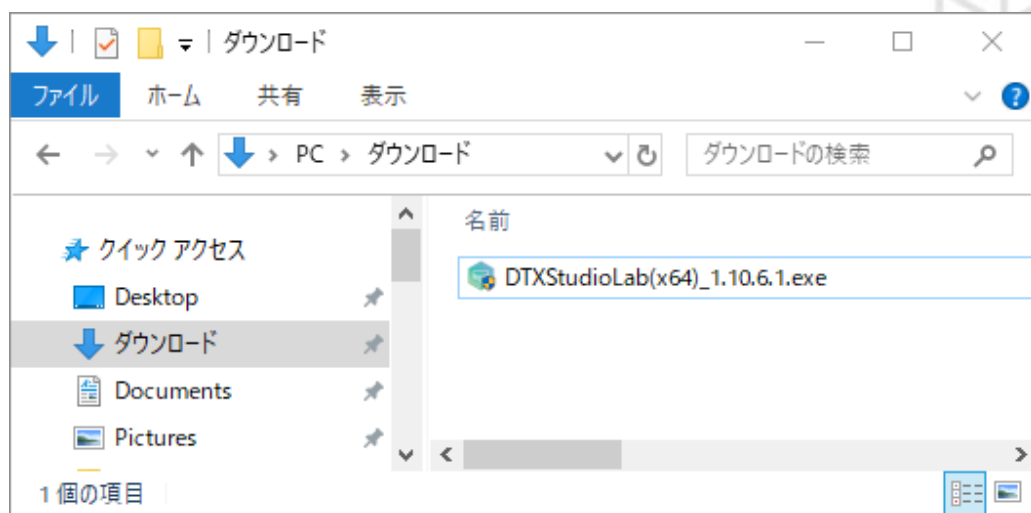 ダウンロード
ファイル ホーム 共有 表示
PC > ダウンロード ダウンロードの検索
名前
クイック アクセス
DTXStudioLab(x64)_1.10.6.1.exe
Desktop
ダウンロード
Documents
Pictures
1 個の項目